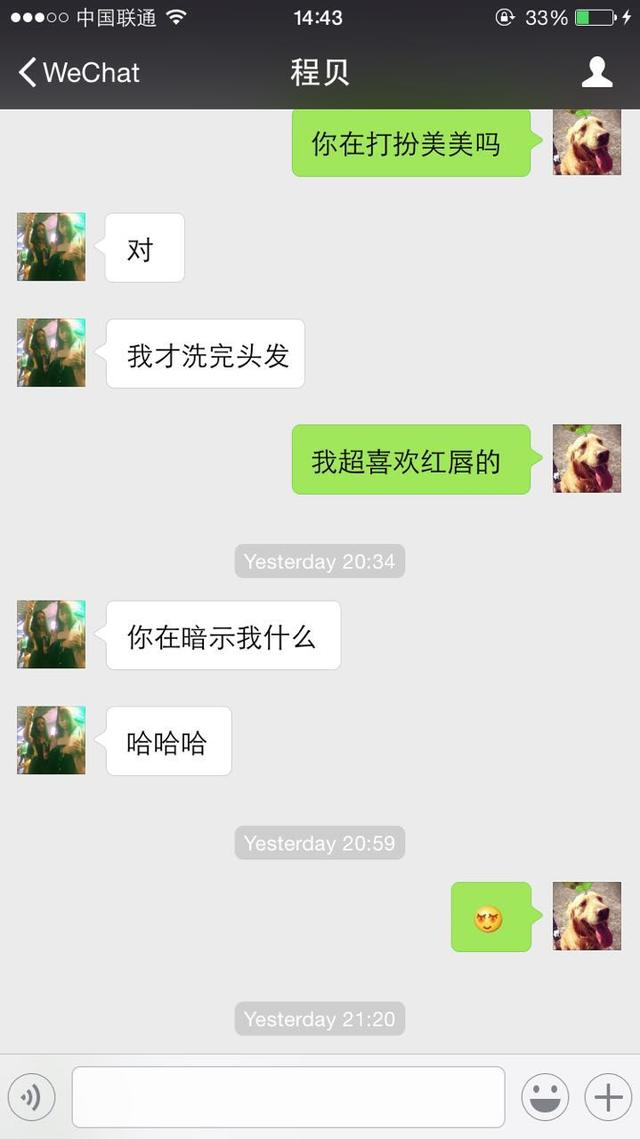 中国联通 14:43 33%
WeChat 程贝
你在打扮美美吗
对
我才洗完头发
我超喜欢红唇的
Yesterday 20:34
你在暗示我什么
哈哈哈
Yesterday 20:59
Yesterday 21:20